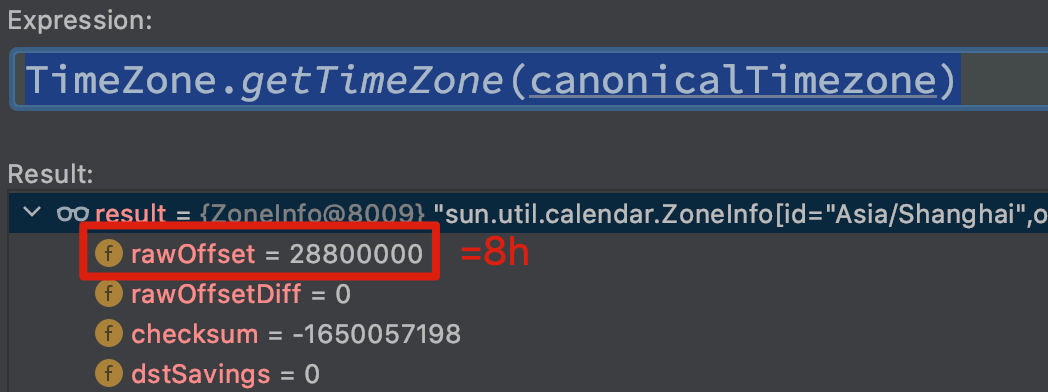 Expression:
TimeZone.getTimeZone(canonicalTimezone)
Result:
result = {ZoneInfo@8009} "sun.util.calendar.ZoneInfo[id="Asia/Shanghai",o
f rawOffset = 28800000 =8h
f rawOffsetDiff = 0
f checksum = -1650057198
f dstSavings = 0